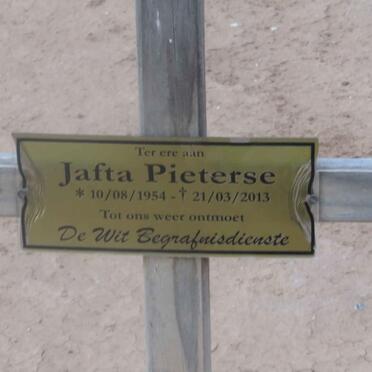 Ter ere aan
Jafta Pieterse
* 10/08/1954 - † 21/03/2013
Tot ons weer ontmoet
De Wit Begrafnisdienste